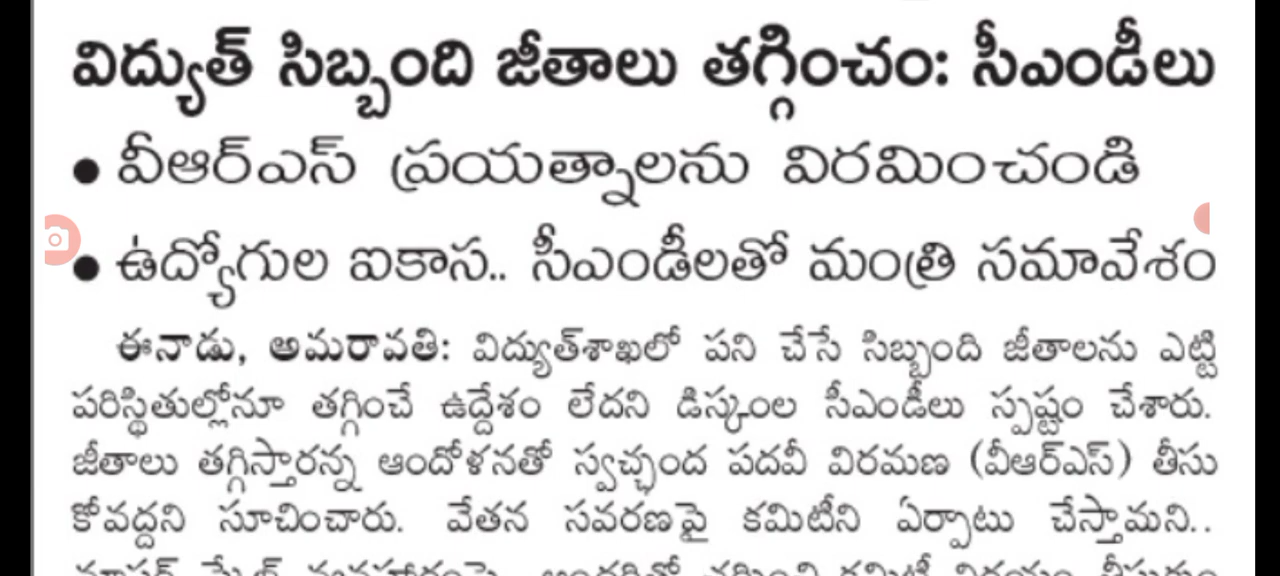 విద్యుత్ సిబ్బంది జీతాలు తగ్గించం: సీఎండీలు
• వీఆర్ఎస్ ప్రయత్నాలను విరమించండి
• ఉద్యోగుల ఐకాస.. సీఎండీలతో మంత్రి సమావేశం
ఈనాడు, అమరావతి: విద్యుత్‌శాఖలో పని చేసే సిబ్బంది జీతాలను ఎట్టి
పరిస్థితుల్లోనూ తగ్గించే ఉద్దేశం లేదని డిస్కంల సీఎండీలు స్పష్టం చేశారు.
జీతాలు తగ్గిస్తారన్న ఆందోళనతో స్వచ్ఛంద పదవీ విరమణ (వీఆర్ఎస్) తీసు
కోవద్దని సూచించారు. వేతన సవరణపై కమిటీని ఏర్పాటు చేస్తామని..